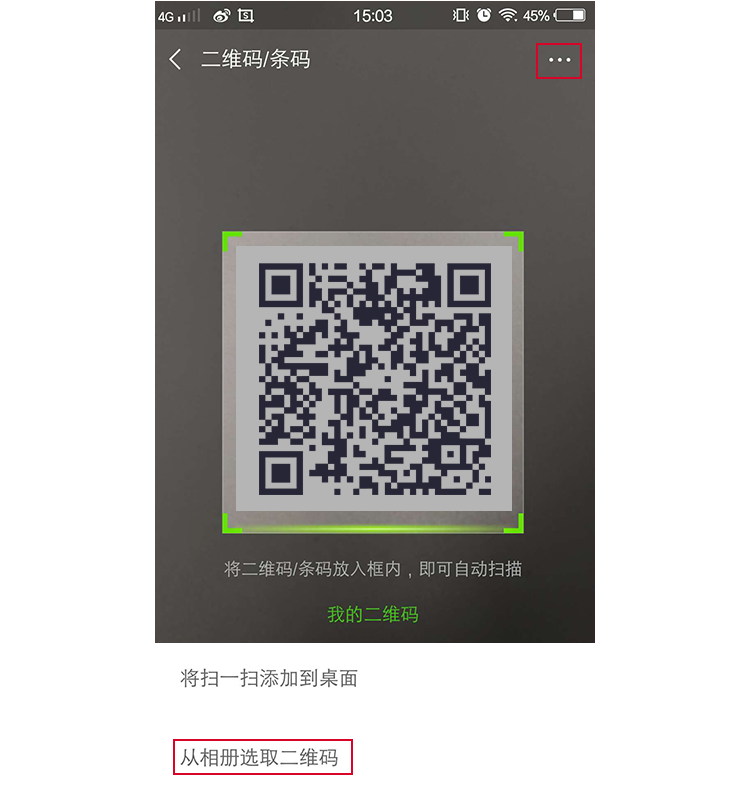 4G 15:03 45%
二维码/条码
将二维码/条码放入框内，即可自动扫描
我的二维码
将扫一扫添加到桌面
从相册选取二维码